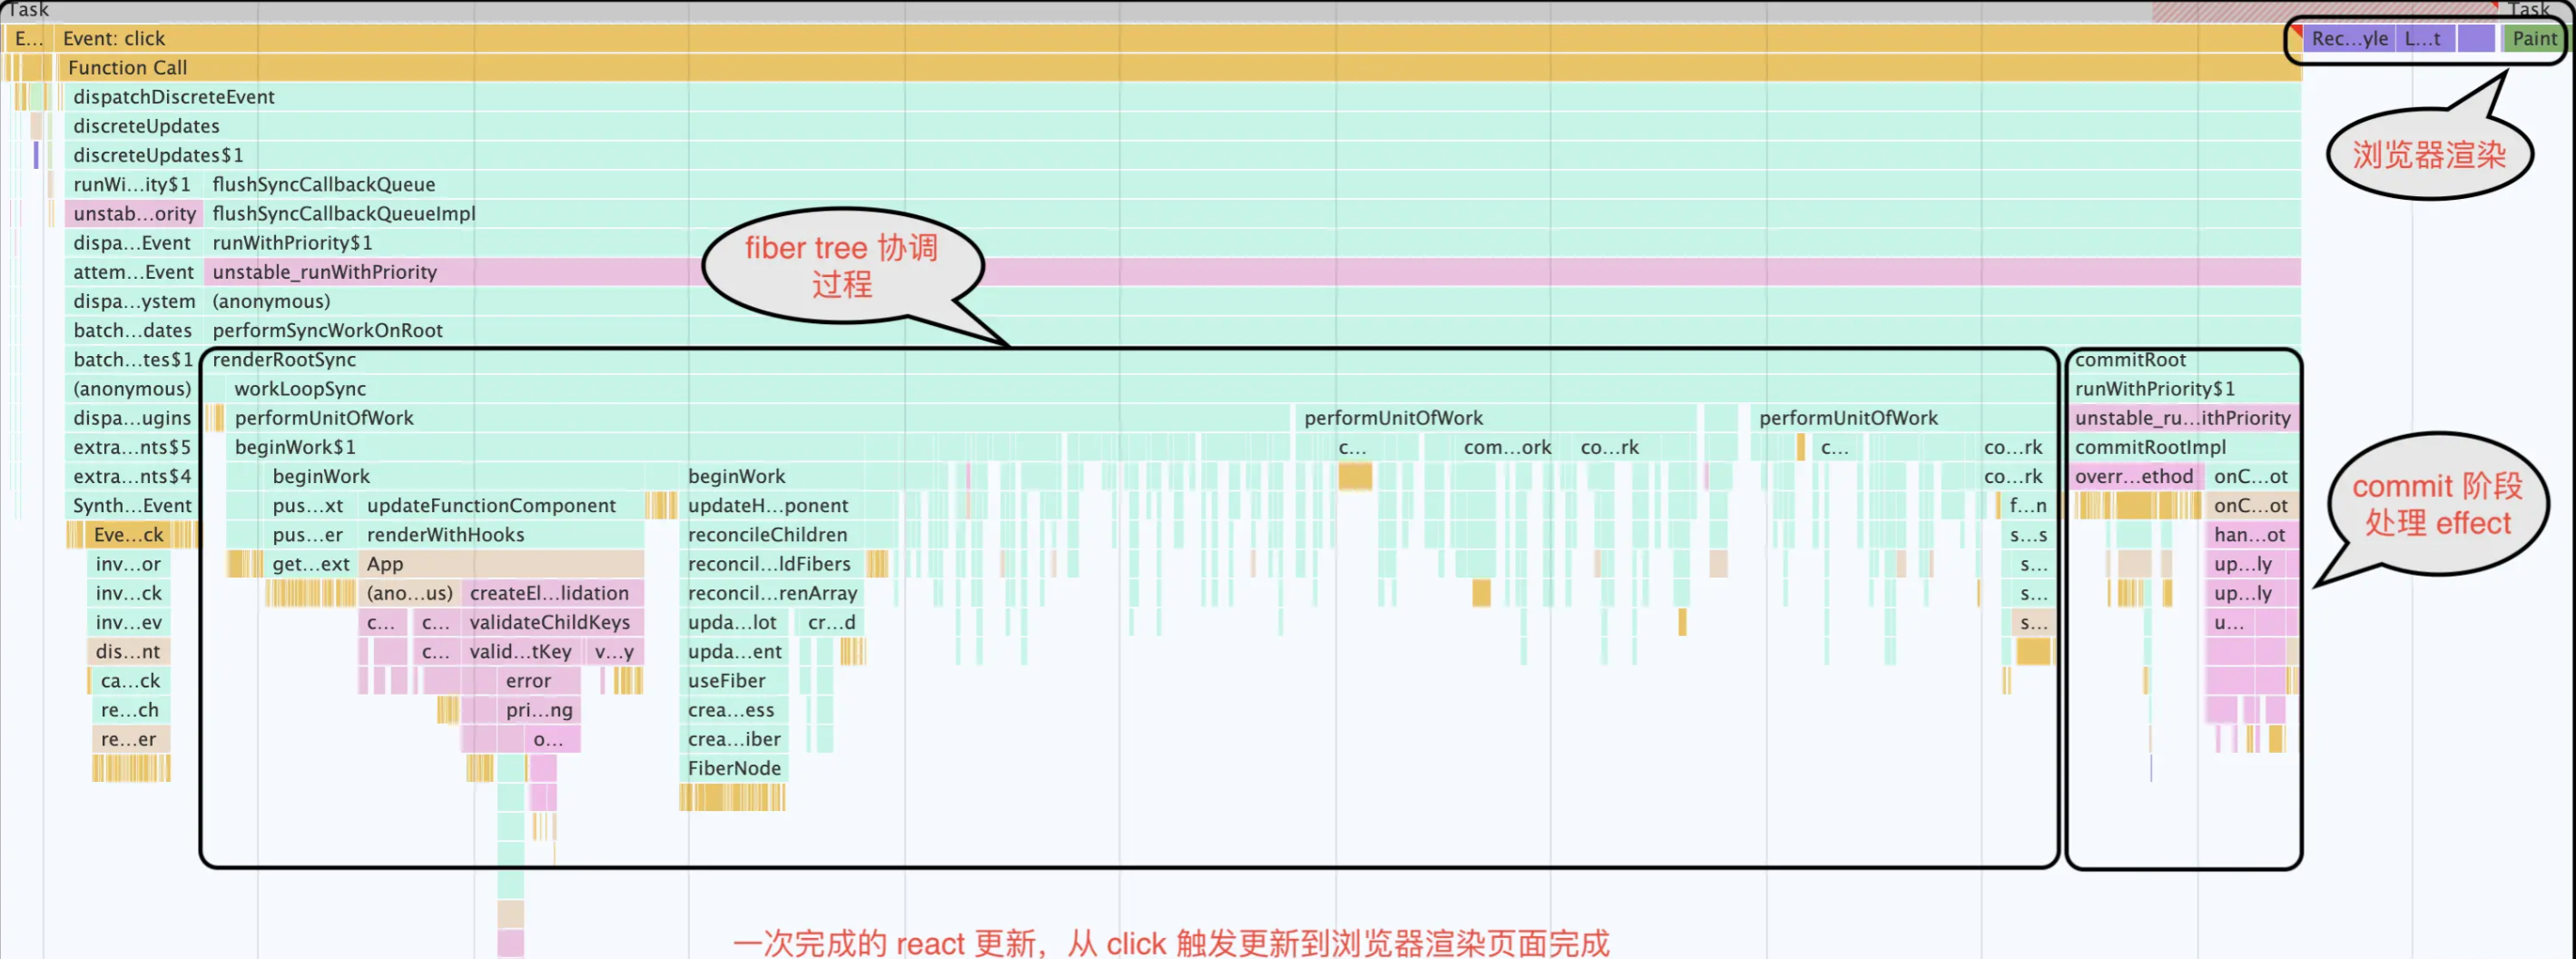 Task
Task
E...
Event: click
Rec...yle
L...t
Paint
Function Call
dispatchDiscreteEvent
discreteUpdates
discreteUpdates$1
浏览器渲染
runWi...ity$1
flushSyncCallbackQueue
unstab...ority
flushSyncCallbackQueueImpl
dispa...Event
runWithPriority$1
fiber tree 协调
过程
attem...Event
unstable_runWithPriority
dispa...ystem
(anonymous)
batch...dates
performSyncWorkOnRoot
batch...tes$1
renderRootSync
commitRoot
(anonymous)
workLoopSync
runWithPriority$1
dispa...ugins
performUnitOfWork
performUnitOfWork
performUnitOfWork
unstable_ru...ithPriority
extra...nts$5
beginWork$1
c...
com...ork
co...rk
c...
co...rk
commitRootImpl
extra...nts$4
beginWork
beginWork
co...rk
overr...ethod
onC...ot
commit 阶段
处理 effect
Synth...Event
pus...xt
updateFunctionComponent
updateH...ponent
f...n
onC...ot
Eve...ck
pus...er
renderWithHooks
reconcileChildren
s...s
han...ot
inv...or
get...ext
App
reconcil...ldFibers
s...
up...ly
inv...ck
(ano...us)
createEl...lidation
reconcil...renArray
s...
up...ly
inv...ev
c...
c...
validateChildKeys
upda...lot
cr...d
s...
u...
dis...nt
c...
valid...tKey
v...y
upda...ent
ca...ck
error
useFiber
re...ch
pri...ng
crea...ess
re...er
o...
crea...iber
FiberNode
一次完成的 react 更新，从 click 触发更新到浏览器渲染页面完成